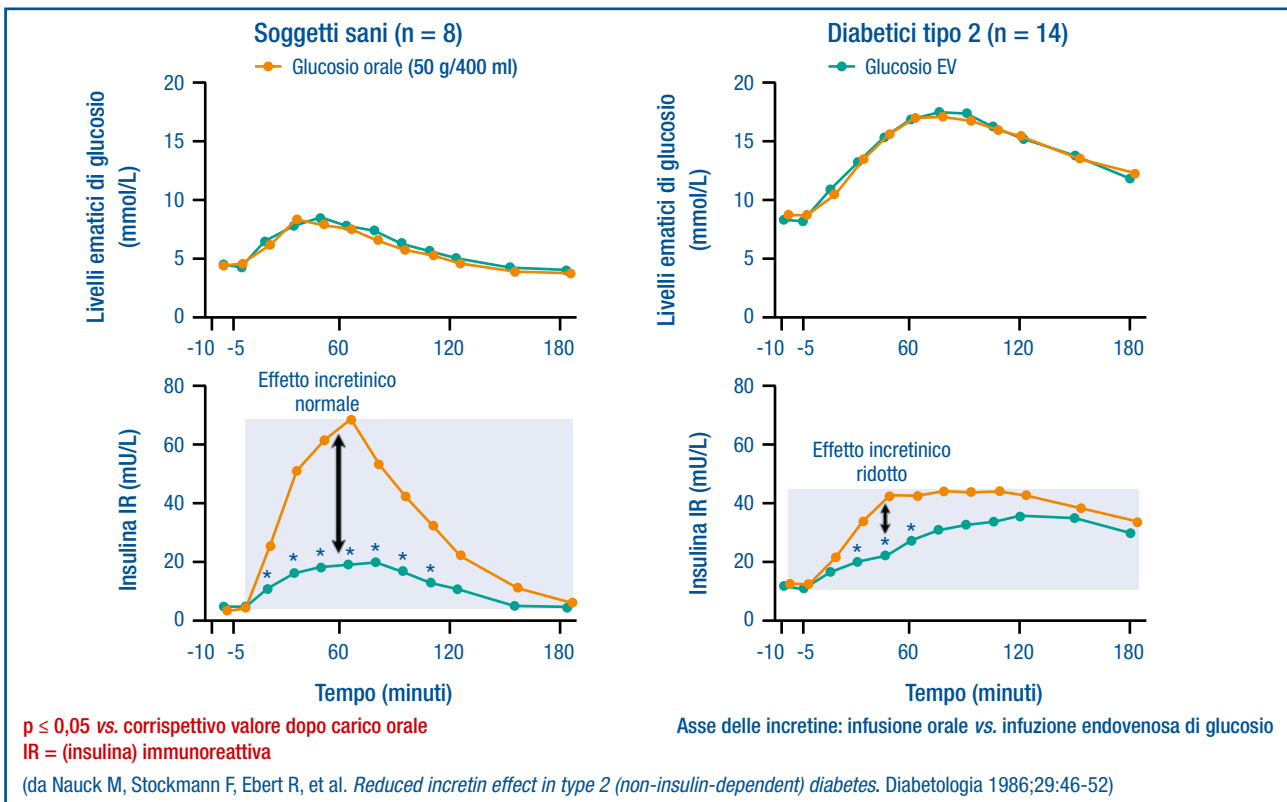 Soggetti sani (n = 8)
Glucosio orale (50 g/400 ml)
Livelli ematici di glucosio
(mmol/L)
20
15
10
5
0
-10 -5 60 120 180
Diabetici tipo 2 (n = 14)
Glucosio EV
Livelli ematici di glucosio
(mmol/L)
20
15
10
5
0
-10 -5 60 120 180
Insulina IR (mU/L)
80
60
40
20
0
Effetto incretinico
normale
* * * * * * *
-10 -5 60 120 180
Tempo (minuti)
Insulina IR (mU/L)
80
60
40
20
0
Effetto incretinico
ridotto
* * *
-10 -5 60 120 180
Tempo (minuti)
p ≤ 0,05 vs. corrispettivo valore dopo carico orale
IR = (insulina) immunoreattiva
Asse delle incretine: infusione orale vs. infuzione endovenosa di glucosio
(da Nauck M, Stockmann F, Ebert R, et al. Reduced incretin effect in type 2 (non-insulin-dependent) diabetes. Diabetologia 1986;29:46-52)